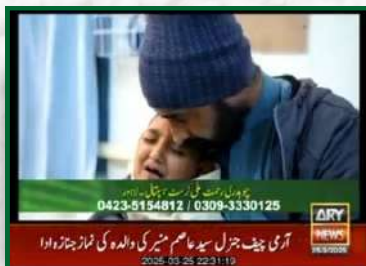 چوہدری رحمت علی ٹرسٹ ہسپتال - لاہور
0423-5154812 / 0309-3330125
ARY
NEWS
آرمی چیف جنرل سید عاصم منیر کی والدہ کی نماز جنازہ ادا
2025-03-25 22:31:19